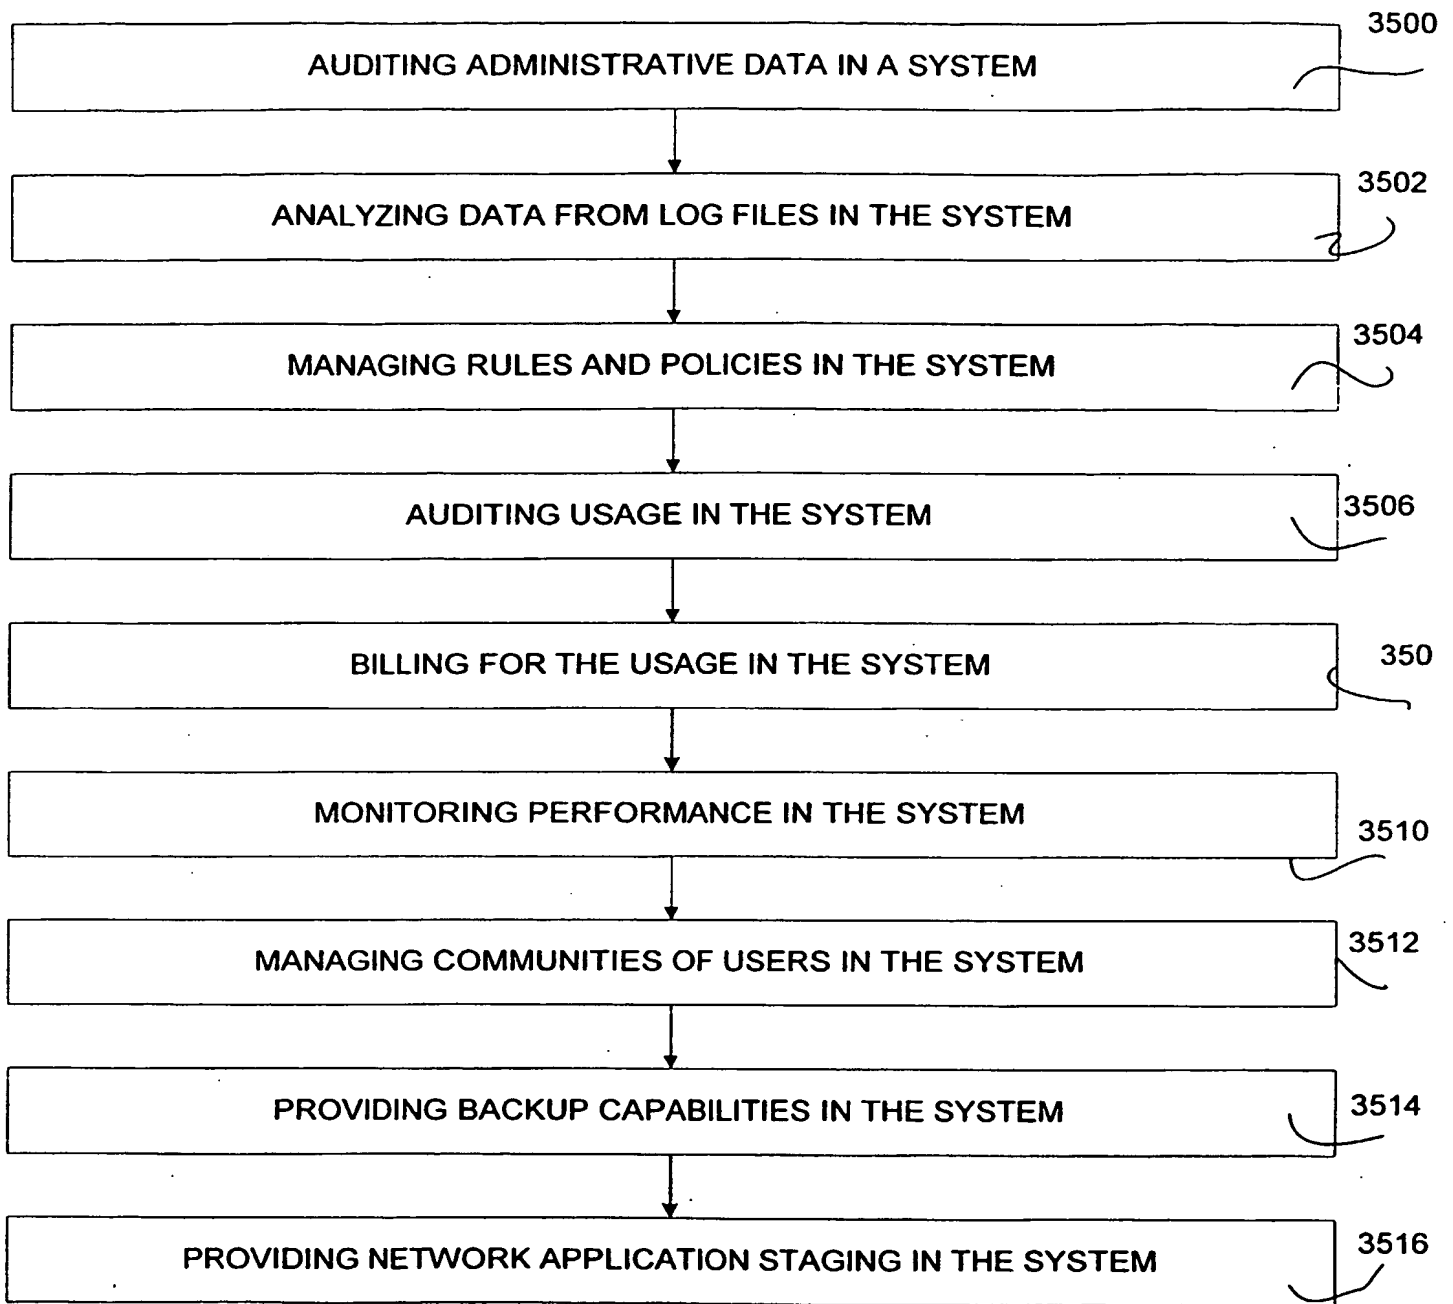 3500
AUDITING ADMINISTRATIVE DATA IN A SYSTEM
3502
ANALYZING DATA FROM LOG FILES IN THE SYSTEM
3504
MANAGING RULES AND POLICIES IN THE SYSTEM
3506
AUDITING USAGE IN THE SYSTEM
350
BILLING FOR THE USAGE IN THE SYSTEM
MONITORING PERFORMANCE IN THE SYSTEM
3510
3512
MANAGING COMMUNITIES OF USERS IN THE SYSTEM
3514
PROVIDING BACKUP CAPABILITIES IN THE SYSTEM
3516
PROVIDING NETWORK APPLICATION STAGING IN THE SYSTEM